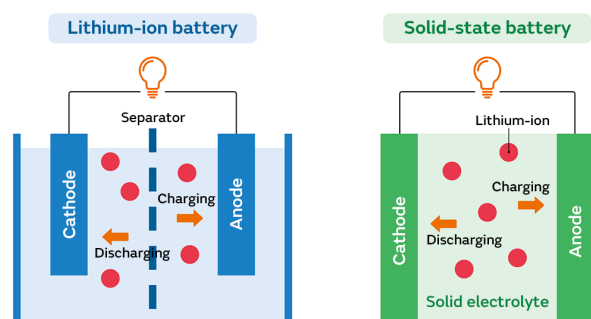 Lithium-ion battery
Separator
Cathode
Charging
Discharging
Anode
Solid-state battery
Lithium-ion
Cathode
Charging
Discharging
Anode
Solid electrolyte